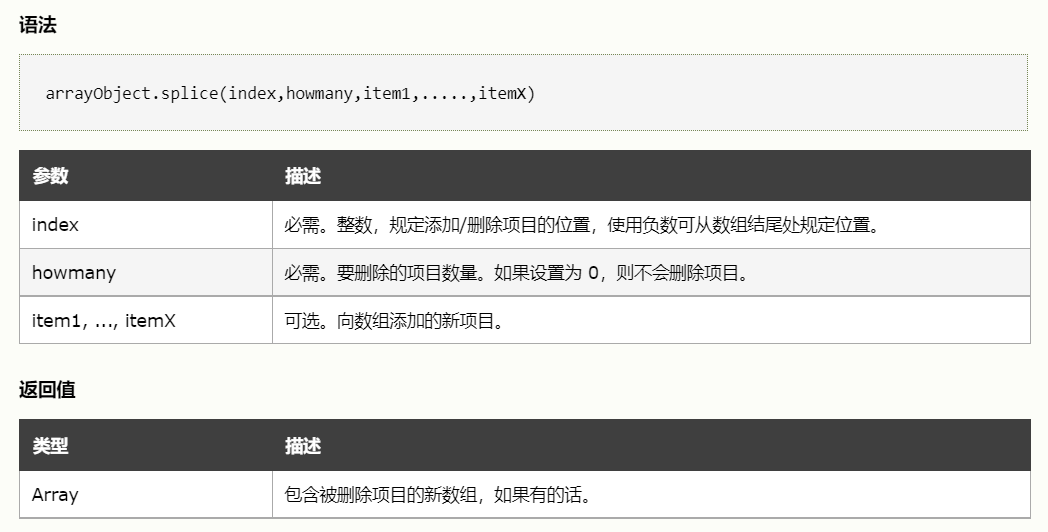 语法
arrayObject.splice(index,howmany,item1,.....,itemX)
参数 描述
index 必需。整数，规定添加/删除项目的位置，使用负数可从数组结尾处规定位置。
howmany 必需。要删除的项目数量。如果设置为 0，则不会删除项目。
item1, ..., itemX 可选。向数组添加的新项目。
返回值
类型 描述
Array 包含被删除项目的新数组，如果有的话。